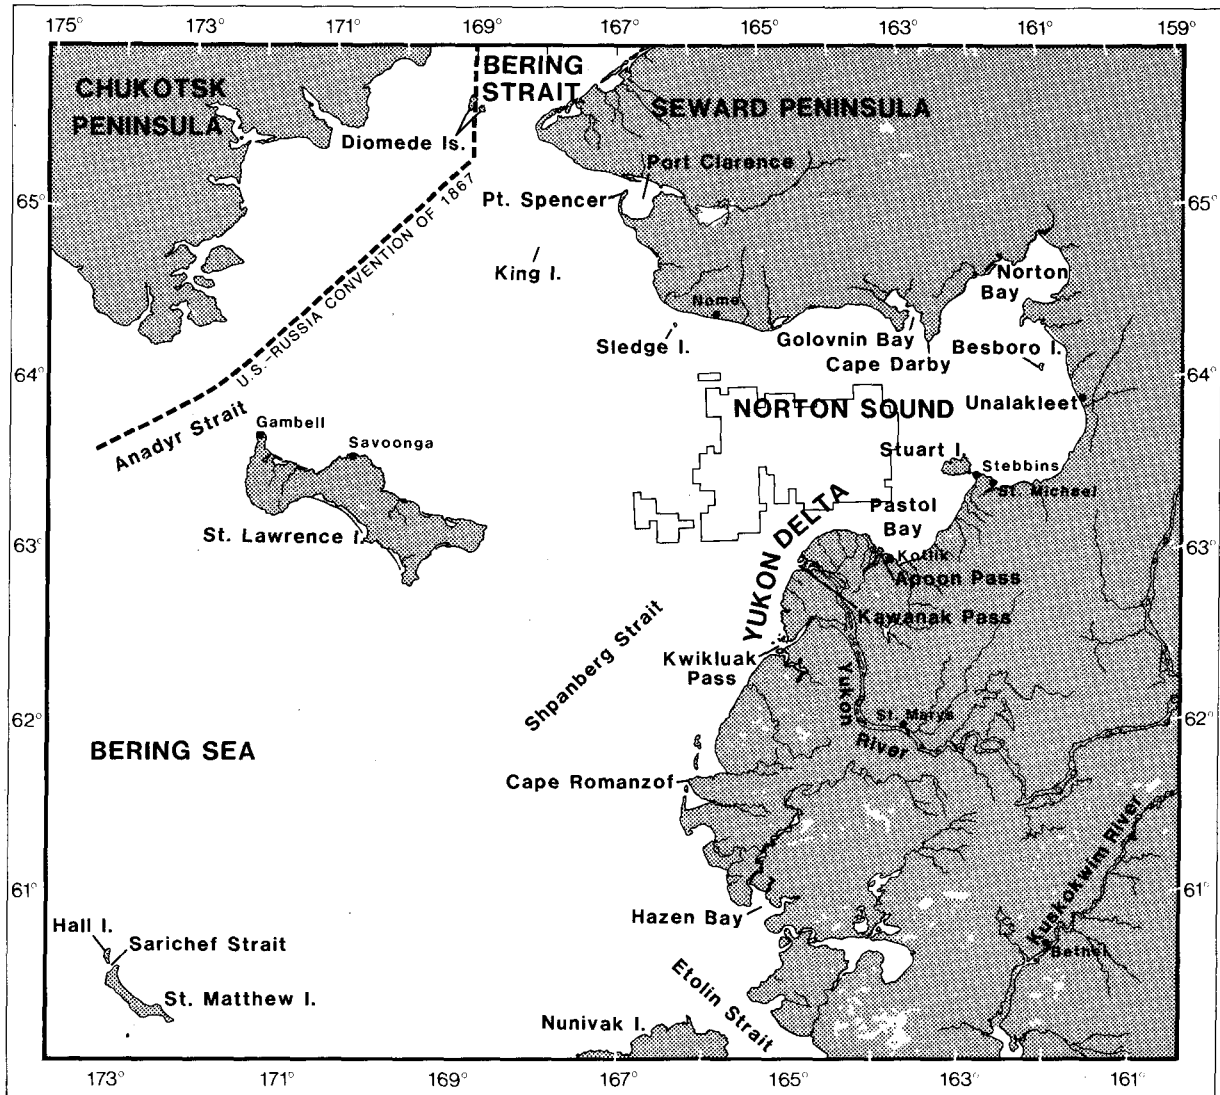 175° 173° 171° 169° 167° 165° 163° 161° 159°
CHUKOTSK
PENINSULA
BERING
STRAIT
SEWARD PENINSULA
Diomede Is.
Port Clarence
65°
Pt. Spencer
65°
U.S.-RUSSIA CONVENTION OF 1867
King I.
Norton
Bay
Nome
Sledge I.
Golovnin Bay
Cape Darby
Besboro I.
64°
64°
Anadyr Strait
NORTON SOUND
Unalakleet
Gambell
Savoonga
Stuart I.
Stebbins
St. Michael
St. Lawrence I.
Pastol
Bay
63°
63°
YUKON DELTA
Kotlik
Apoon Pass
Kawanak Pass
Shpanberg Strait
Kwikluak
Pass
Yukon
River
St. Marys
62°
62°
BERING SEA
Cape Romanzof
Kuskokwim River
61°
61°
Hazen Bay
Hall I.
Sarichef Strait
Bethel
St. Matthew I.
Etolin Strait
Nunivak I.
173° 171° 169° 167° 165° 163° 161°